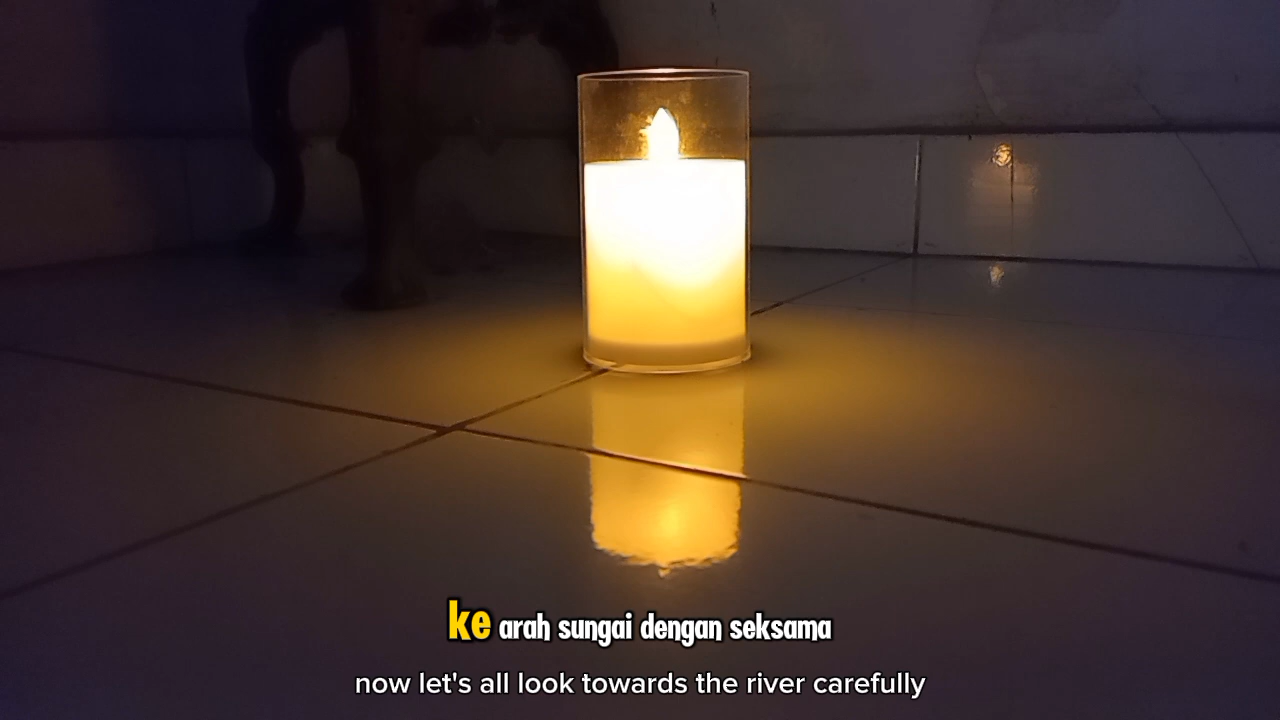 ke arah sungai dengan seksama
now let's all look towards the river carefully